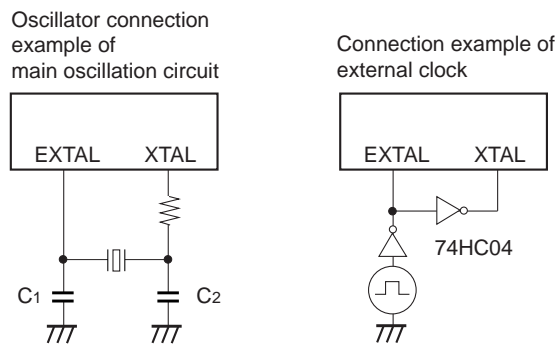 Oscillator connection
example of
main oscillation circuit
EXTAL XTAL
C1 C2
Connection example of
external clock
EXTAL XTAL
74HC04